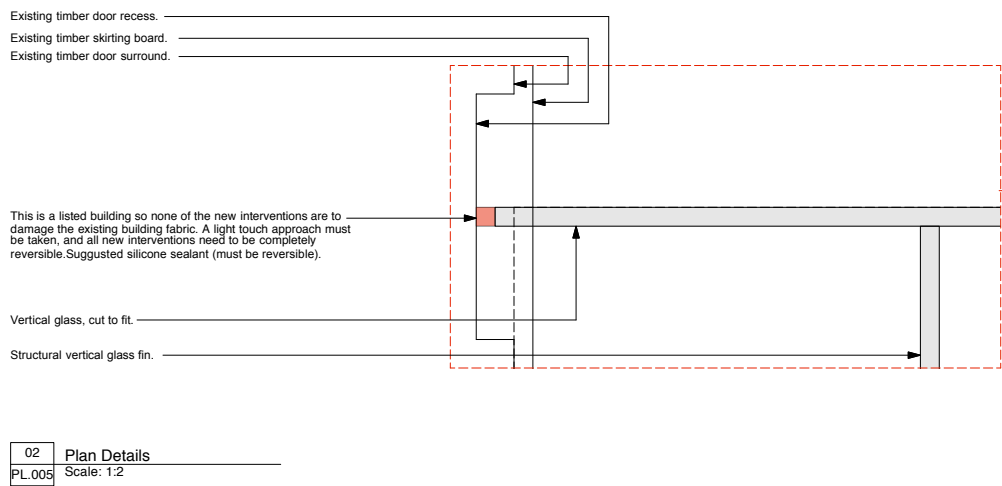 Existing timber door recess.
Existing timber skirting board.
Existing timber door surround.
This is a listed building so none of the new interventions are to
damage the existing building fabric. A light touch approach must
be taken, and all new interventions need to be completely
reversible.Suggusted silicone sealant (must be reversible).
Vertical glass, cut to fit.
Structural vertical glass fin.
02
Plan Details
PL.005
Scale: 1:2